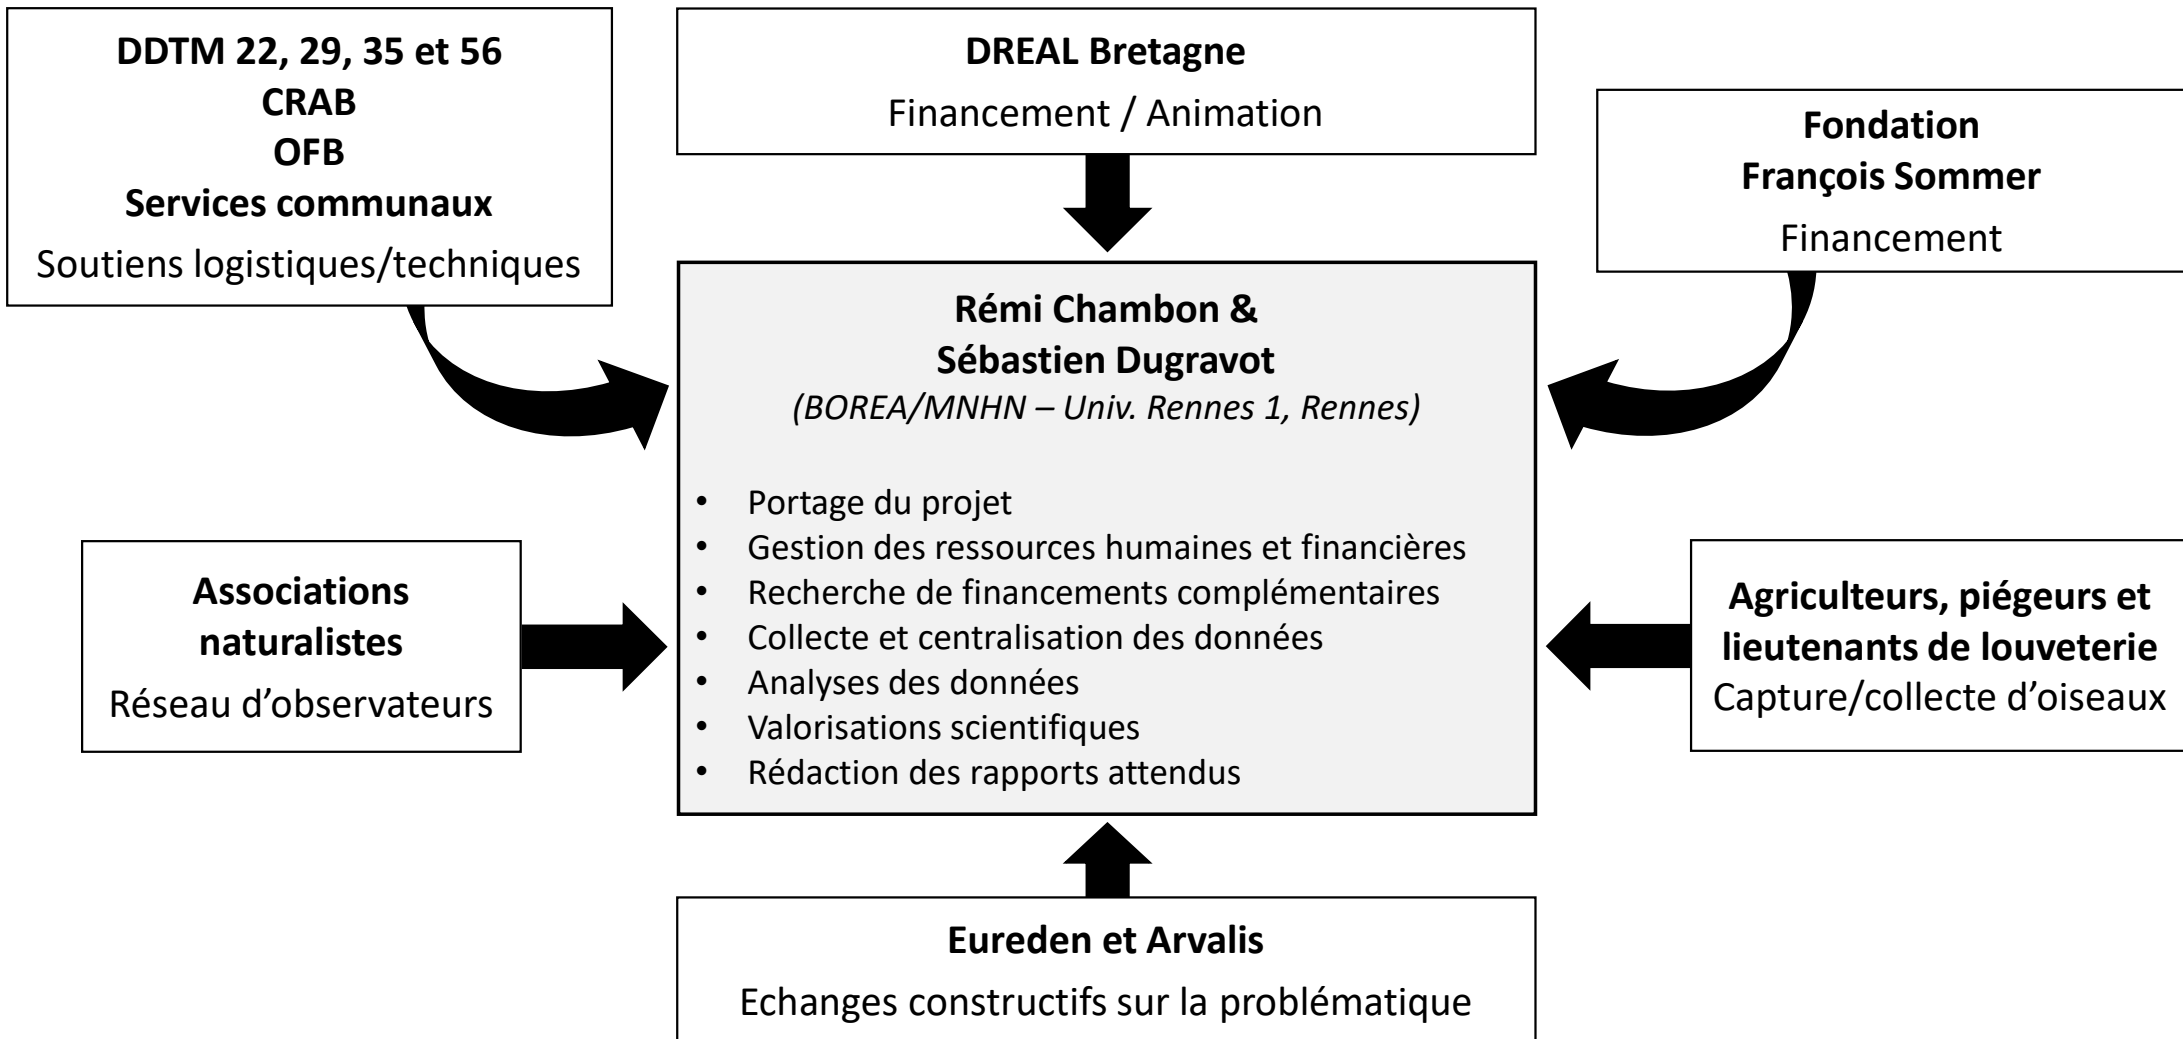 DDTM 22, 29, 35 et 56
CRAB
OFB
Services communaux
Soutiens logistiques/techniques
DREAL Bretagne
Financement / Animation
Fondation
François Sommer
Financement
Rémi Chambon &
Sébastien Dugravot
(BOREA/MNHN – Univ. Rennes 1, Rennes)
• Portage du projet
• Gestion des ressources humaines et financières
• Recherche de financements complémentaires
• Collecte et centralisation des données
• Analyses des données
• Valorisations scientifiques
• Rédaction des rapports attendus
Associations
naturalistes
Réseau d’observateurs
Agriculteurs, piégeurs et
lieutenants de louveterie
Capture/collecte d’oiseaux
Eureden et Arvalis
Echanges constructifs sur la problématique